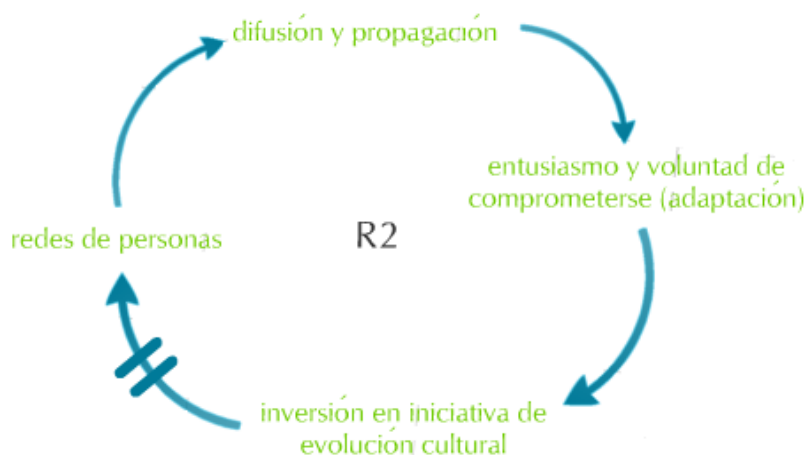 difusión y propagación
entusiasmo y voluntad de
comprometerse (adaptación)
redes de personas
R2
inversión en iniciativa de
evolución cultural